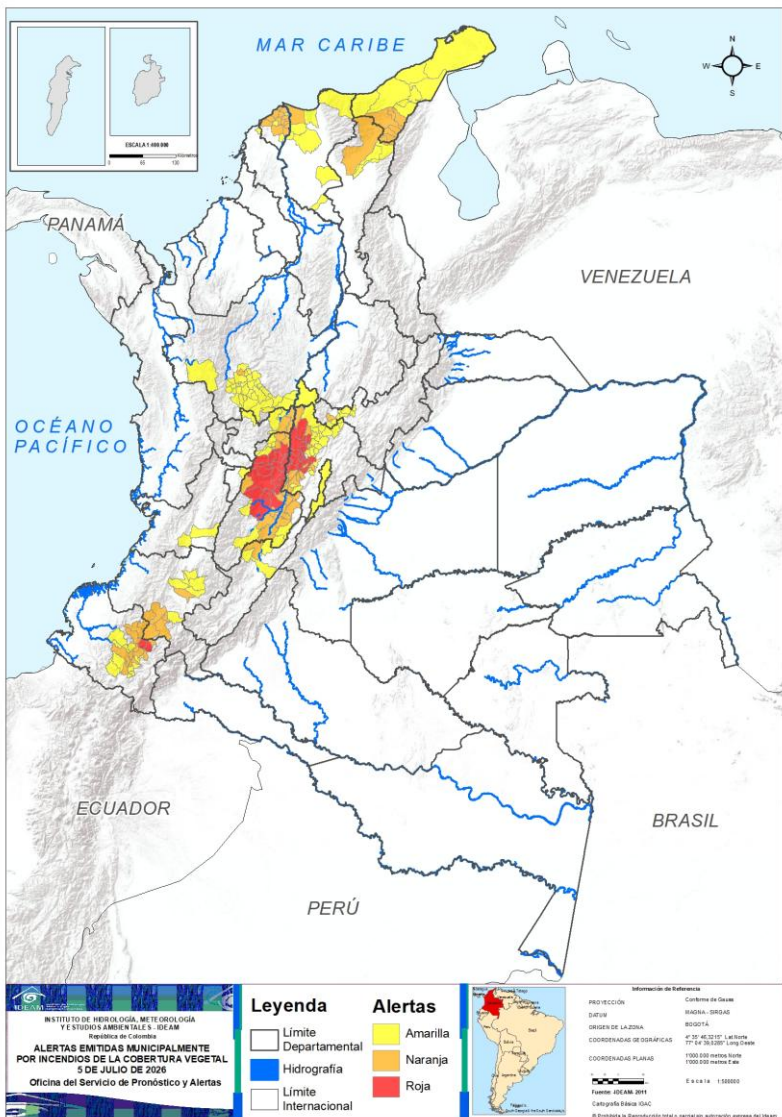 MAR CARIBE
N
W
E
S
ESCALA 1:400.000
PANAMÁ
VENEZUELA
OCÉANO
PACÍFICO
ECUADOR
BRASIL
PERÚ
IDEAM
INSTITUTO DE HIDROLOGÍA, METEOROLOGÍA
Y ESTUDIOS AMBIENTALES - IDEAM
República de Colombia
ALERTAS EMITIDAS MUNICIPALMENTE
POR INCENDIOS DE LA COBERTURA VEGETAL
5 DE JULIO DE 2026
Oficina del Servicio de Pronóstico y Alertas
Leyenda
Límite
Departamental
Hidrografía
Límite
Internacional
Alertas
Amarilla
Naranja
Roja
Información de Referencia
PROYECCIÓN
Conforme de Gauss
DATUM
MAGNA - SIRGAS
ORIGEN DE LA ZONA
BOGOTÁ
COORDENADAS GEOGRÁFICAS
COORDENADAS PLANAS
1'000.000 metros Norte
1'000.000 metros Este
Fuente: IDEAM. 2011
Cartografía Básica IGAC